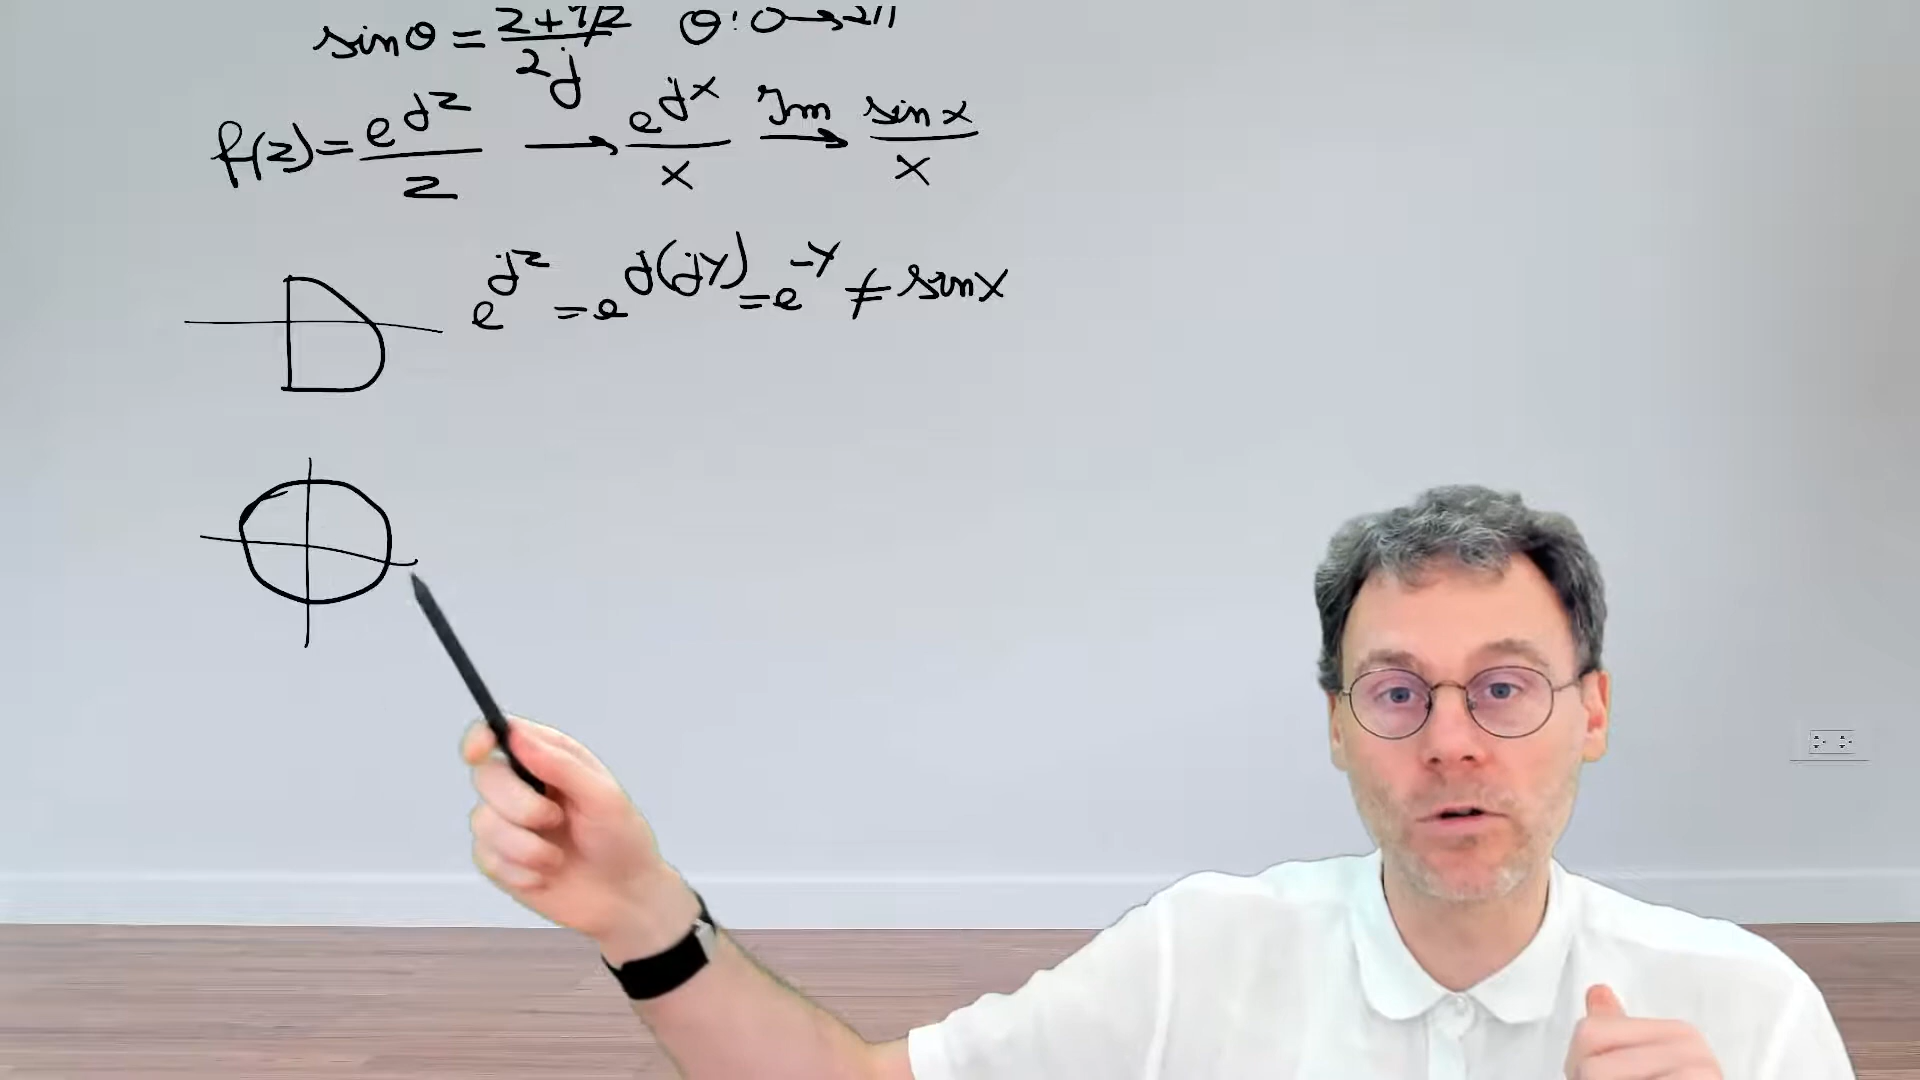 sinθ = (z+1/z)/(2j) θ: 0→2π
f(z) = e^{jz}/z → e^{jx}/x Im→ sin x/x
e^{jz} = e^{j(jy)} = e^{-y} ≠ sin x